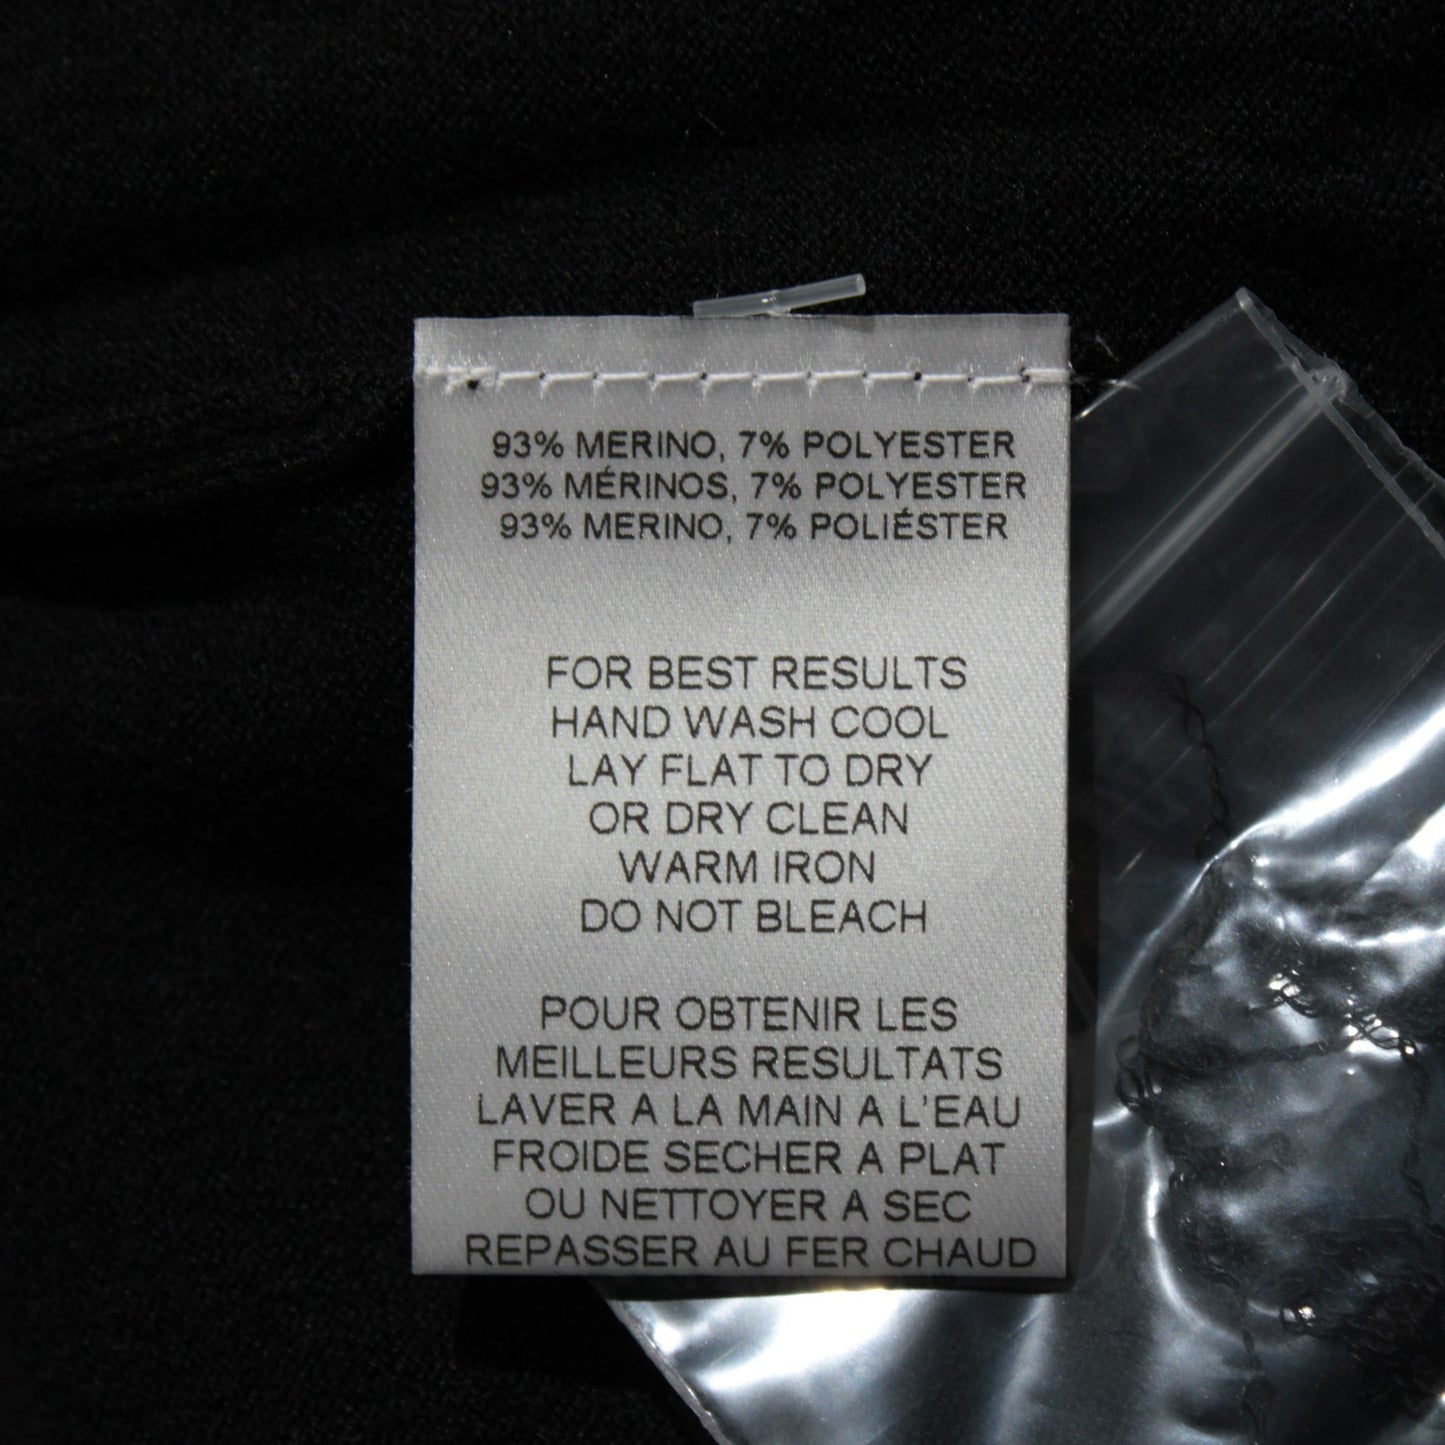 93% MERINO, 7% POLYESTER
93% MÉRINOS, 7% POLYESTER
93% MERINO, 7% POLIÉSTER
FOR BEST RESULTS
HAND WASH COOL
LAY FLAT TO DRY
OR DRY CLEAN
WARM IRON
DO NOT BLEACH
POUR OBTENIR LES
MEILLEURS RESULTATS
LAVER A LA MAIN A L'EAU
FROIDE SECHER A PLAT
OU NETTOYER A SEC
REPASSER AU FER CHAUD